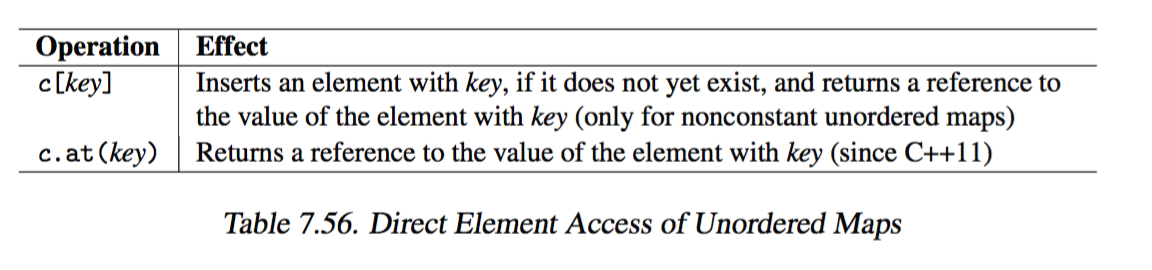 Operation Effect
c[key] Inserts an element with key, if it does not yet exist, and returns a reference to
the value of the element with key (only for nonconstant unordered maps)
c.at(key) Returns a reference to the value of the element with key (since C++11)
Table 7.56. Direct Element Access of Unordered Maps